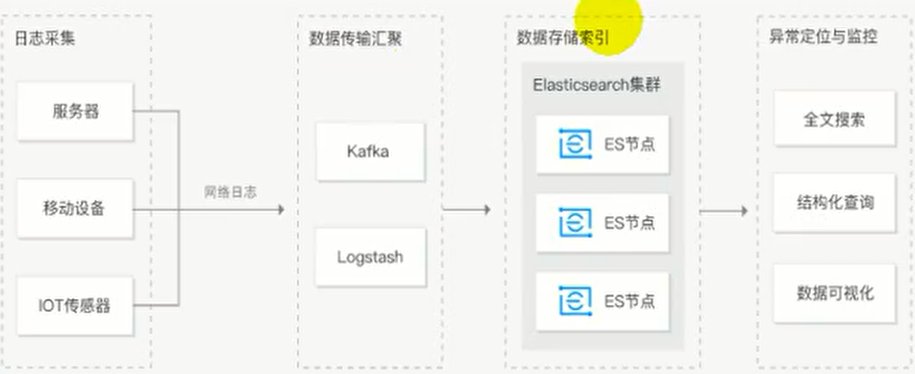 日志采集
服务器
移动设备
IOT传感器
网络日志
数据传输汇聚
Kafka
Logstash
数据存储索引
Elasticsearch集群
ES节点
ES节点
ES节点
异常定位与监控
全文搜索
结构化查询
数据可视化